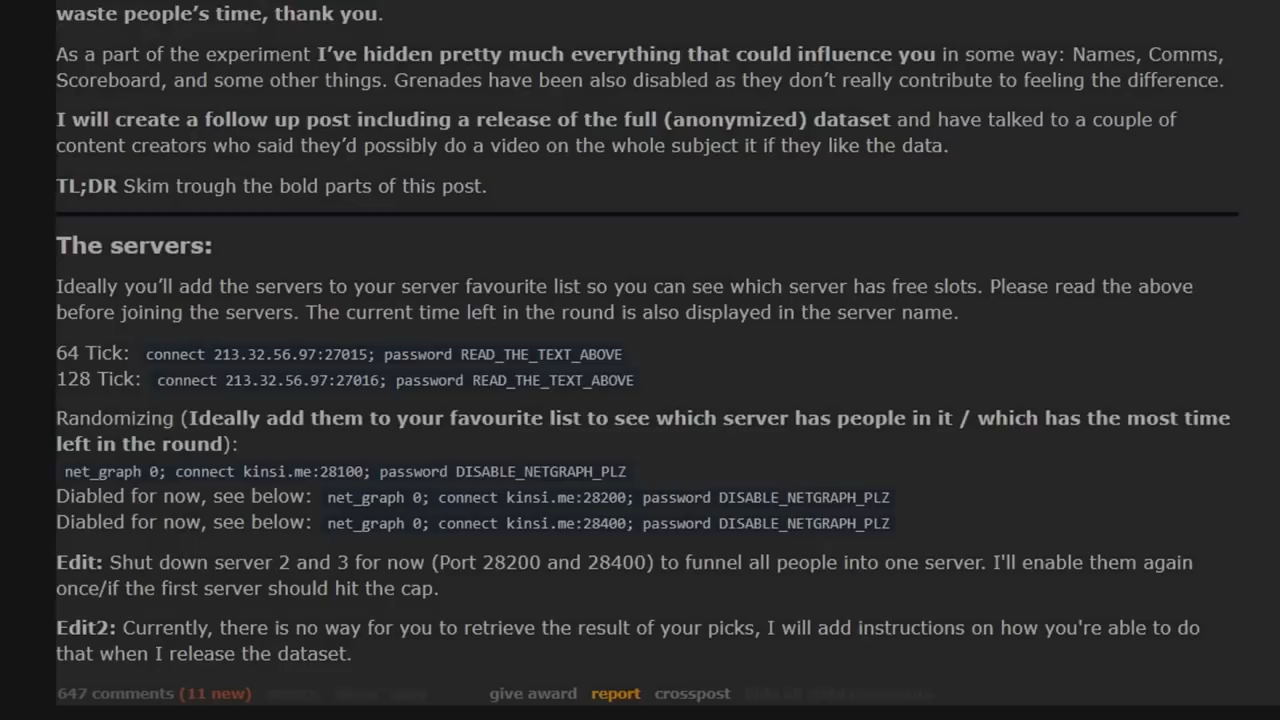 waste people’s time, thank you.
As a part of the experiment I’ve hidden pretty much everything that could influence you in some way: Names, Comms,
Scoreboard, and some other things. Grenades have been also disabled as they don’t really contribute to feeling the difference.
I will create a follow up post including a release of the full (anonymized) dataset and have talked to a couple of
content creators who said they’d possibly do a video on the whole subject it if they like the data.
TL;DR Skim trough the bold parts of this post.
The servers:
Ideally you’ll add the servers to your server favourite list so you can see which server has free slots. Please read the above
before joining the servers. The current time left in the round is also displayed in the server name.
64 Tick: connect 213.32.56.97:27015; password READ_THE_TEXT_ABOVE
128 Tick: connect 213.32.56.97:27016; password READ_THE_TEXT_ABOVE
Randomizing (Ideally add them to your favourite list to see which server has people in it / which has the most time
left in the round):
net_graph 0; connect kinsi.me:28100; password DISABLE_NETGRAPH_PLZ
Diabled for now, see below: net_graph 0; connect kinsi.me:28200; password DISABLE_NETGRAPH_PLZ
Diabled for now, see below: net_graph 0; connect kinsi.me:28400; password DISABLE_NETGRAPH_PLZ
Edit: Shut down server 2 and 3 for now (Port 28200 and 28400) to funnel all people into one server. I'll enable them again
once/if the first server should hit the cap.
Edit2: Currently, there is no way for you to retrieve the result of your picks, I will add instructions on how you're able to do
that when I release the dataset.
647 comments (11 new) give award report crosspost